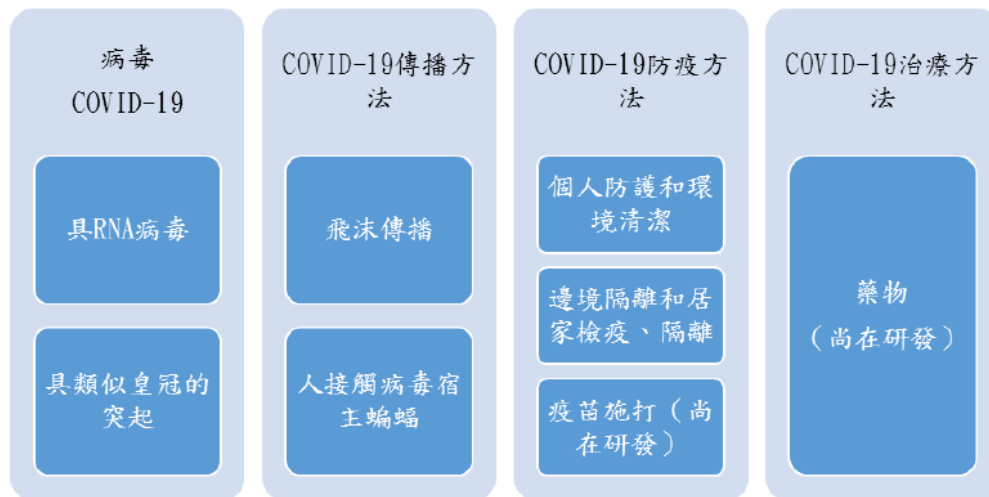 病毒
COVID-19
具RNA病毒
具類似皇冠的
突起
COVID-19傳播方
法
飛沫傳播
人接觸病毒宿
主蝙蝠
COVID-19防疫方
法
個人防護和環
境清潔
邊境隔離和居
家檢疫、隔離
疫苗施打（尚
在研發）
COVID-19治療方
法
藥物
（尚在研發）